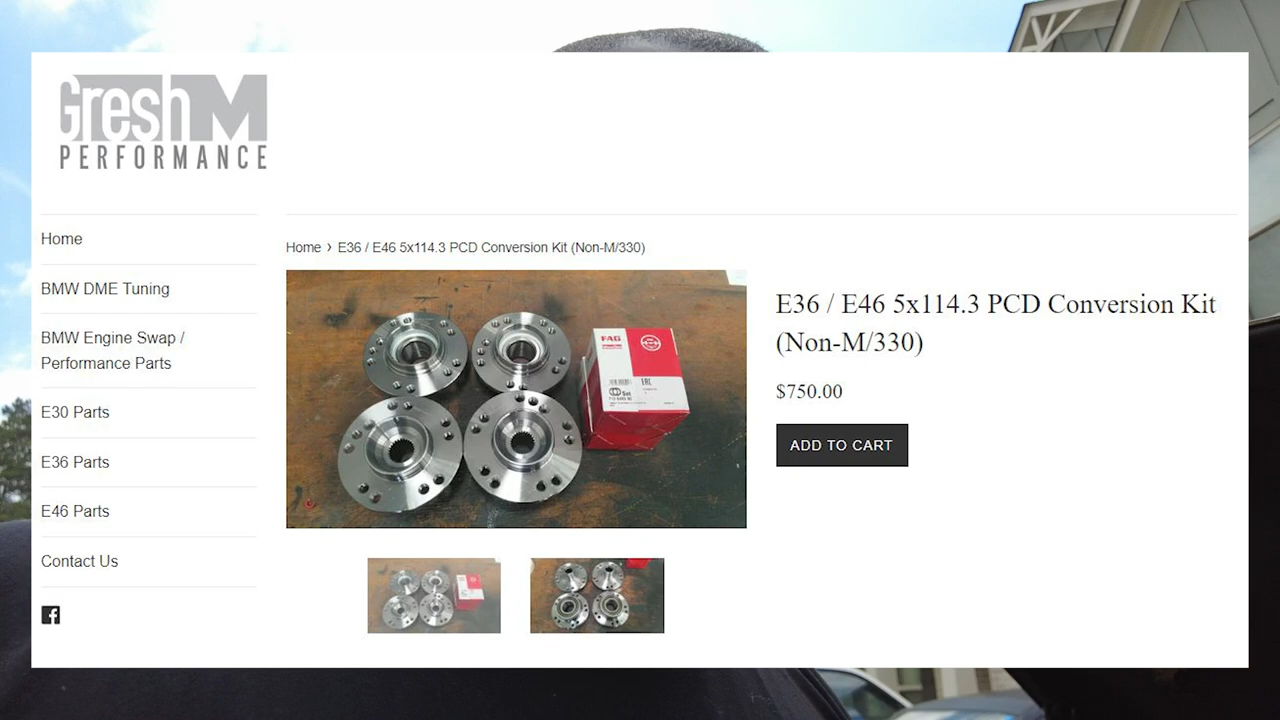 Gresh M
PERFORMANCE
Home
BMW DME Tuning
BMW Engine Swap /
Performance Parts
E30 Parts
E36 Parts
E46 Parts
Contact Us
Home › E36 / E46 5x114.3 PCD Conversion Kit (Non-M/330)
FAG
Set
E36 / E46 5x114.3 PCD Conversion Kit
(Non-M/330)
$750.00
ADD TO CART